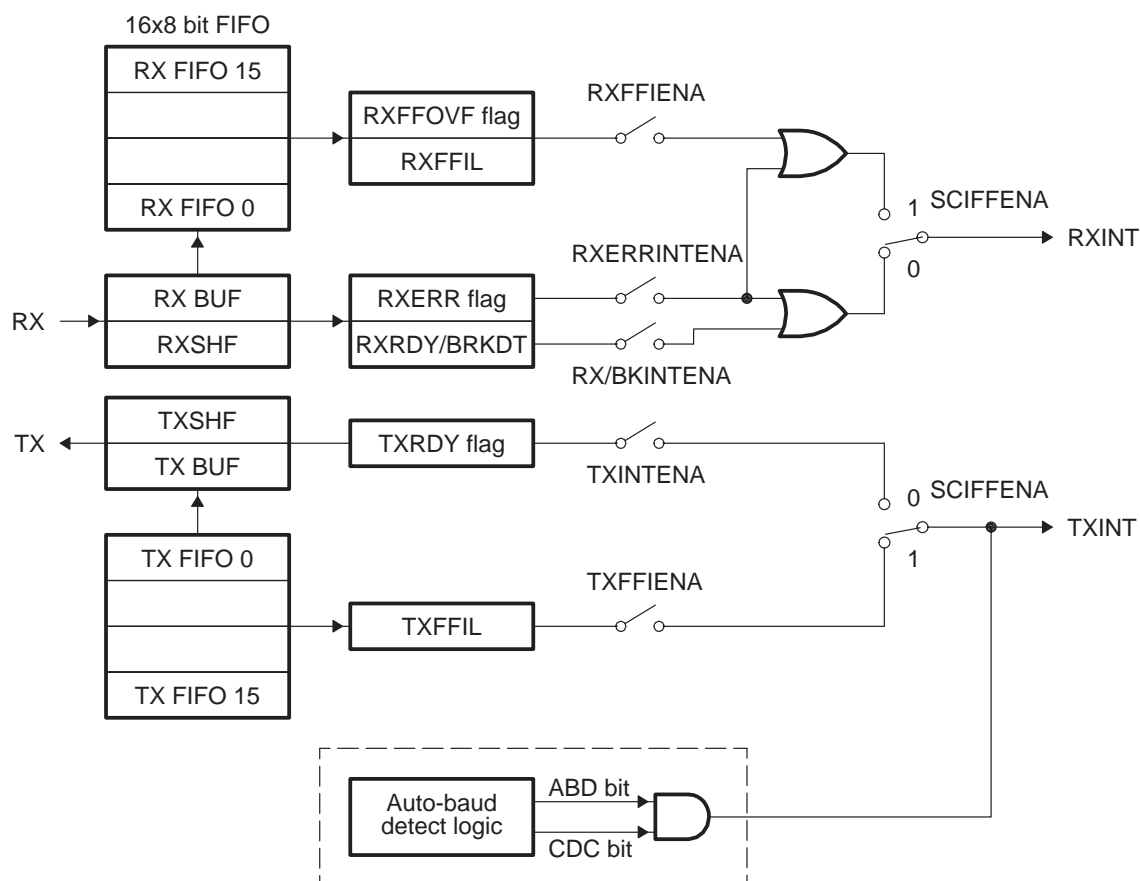 16x8 bit FIFO
RX FIFO 15
RX FIFO 0
RXFFOVF flag
RXFFIL
RXFFIENA
1
SCIFFENA
RXINT
0
RX
RX BUF
RXSHF
RXERR flag
RXRDY/BRKDT
RXERRINTENA
RX/BKINTENA
TX
TXSHF
TX BUF
TXRDY flag
TXINTENA
0
SCIFFENA
TXINT
1
TX FIFO 0
TX FIFO 15
TXFFIL
TXFFIENA
Auto-baud
detect logic
ABD bit
CDC bit